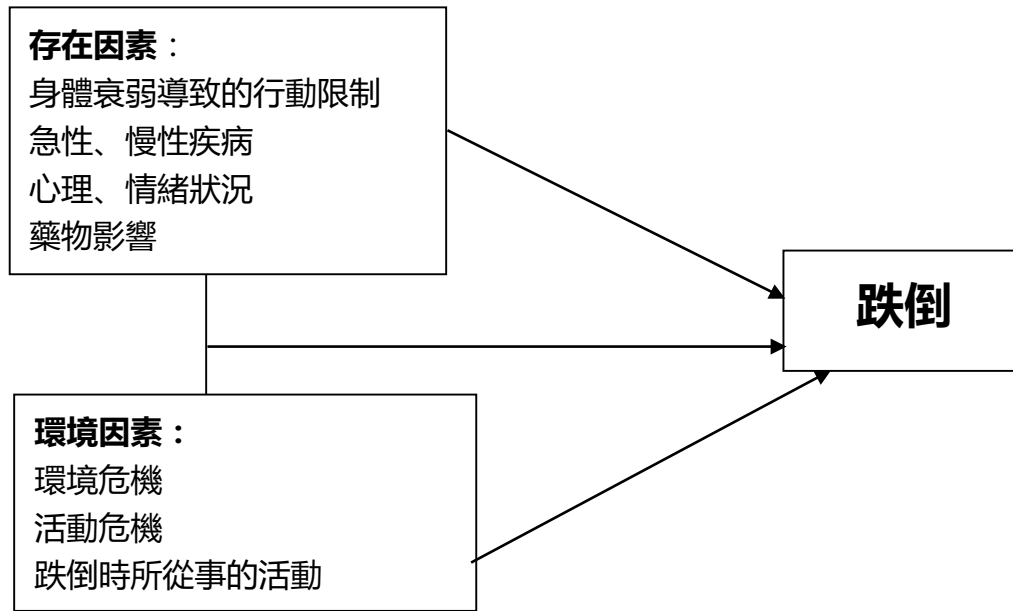 存在因素：
身體衰弱導致的行動限制
急性、慢性疾病
心理、情緒狀況
藥物影響
跌倒
環境因素：
環境危機
活動危機
跌倒時所從事的活動